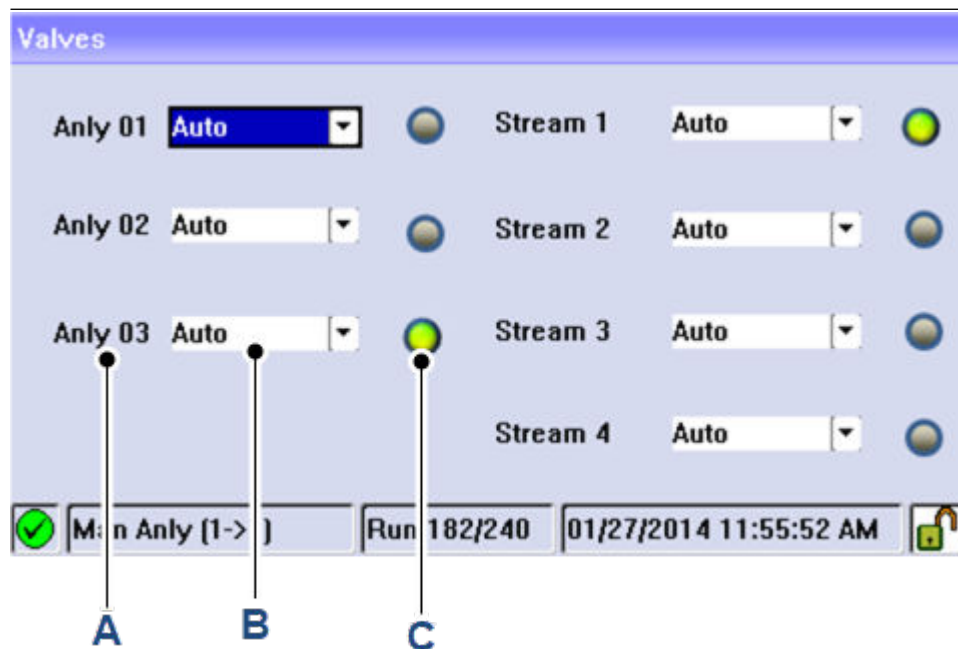 Valves
Anly 01 Auto Stream 1 Auto
Anly 02 Auto Stream 2 Auto
Anly 03 Auto Stream 3 Auto
Stream 4 Auto
Anly (1-> ) Run 182/240 01/27/2014 11:55:52 AM
A B C